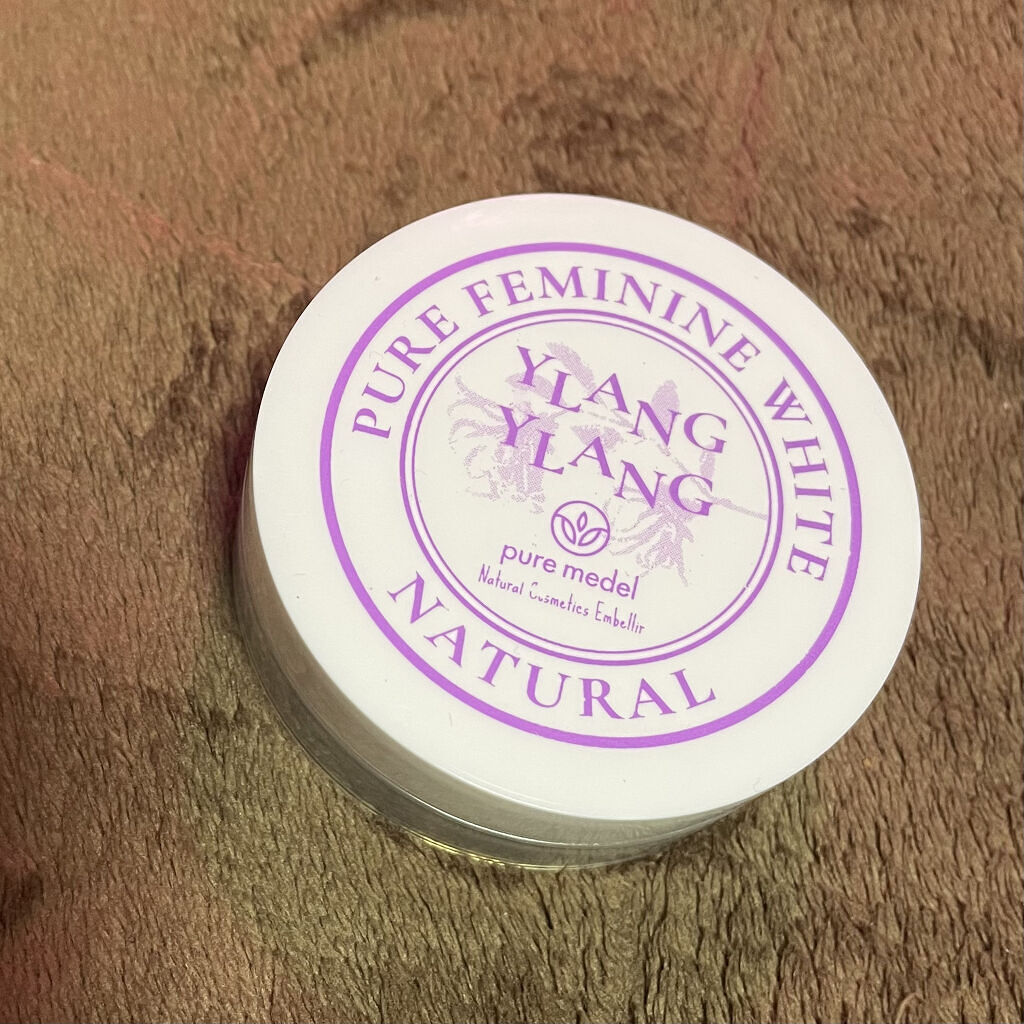 PURE FEMININE WHITE
YLANG
YLANG
pure medel
Natural Cosmetics Embellir
NATURAL